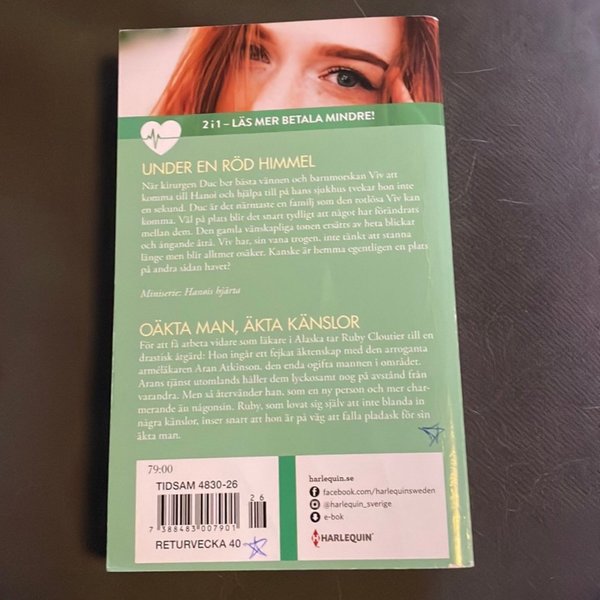 2 i 1 – LÄS MER BETALA MINDRE!
UNDER EN RÖD HIMMEL
När kirurgen Duc ber bästa vännen och barnmorskan Viv att
komma till Hanoi och hjälpa till på hans sjukhus tvekar hon inte
en sekund. Duc är det närmaste en familj som den rotlösa Viv kan
komma. Väl på plats blir det snart tydligt att något har förändrats
mellan dem. Den gamla vänskapliga tonen ersätts av heta blickar
och ångande åtrå. Viv har, sin vana trogen, inte tänkt att stanna
länge men blir alltmer osäker. Kanske är hemma egentligen en plats
på andra sidan havet?
Miniserie: Hanois hjärta
OÄKTA MAN, ÄKTA KÄNSLOR
För att få arbeta vidare som läkare i Alaska tar Ruby Cloutier till en
drastisk åtgärd: Hon ingår ett fejkat äktenskap med den arroganta
arméläkaren Aran Atkinson, den enda ogifta mannen i området.
Arans tjänst utomlands håller dem lyckosamt nog på avstånd från
varandra. Men så återvänder han, som en ny person och mer char-
merande än någonsin. Ruby, som lovat sig själv att inte blanda in
några känslor, inser snart att hon är på väg att falla pladask för sin
äkta man.
79:00
TIDSAM 4830-26
26
7 388483 007901
RETURVECKA 40
harlequin.se
facebook.com/harlequinsweden
@harlequin_sverige
e-bok
HARLEQUIN™